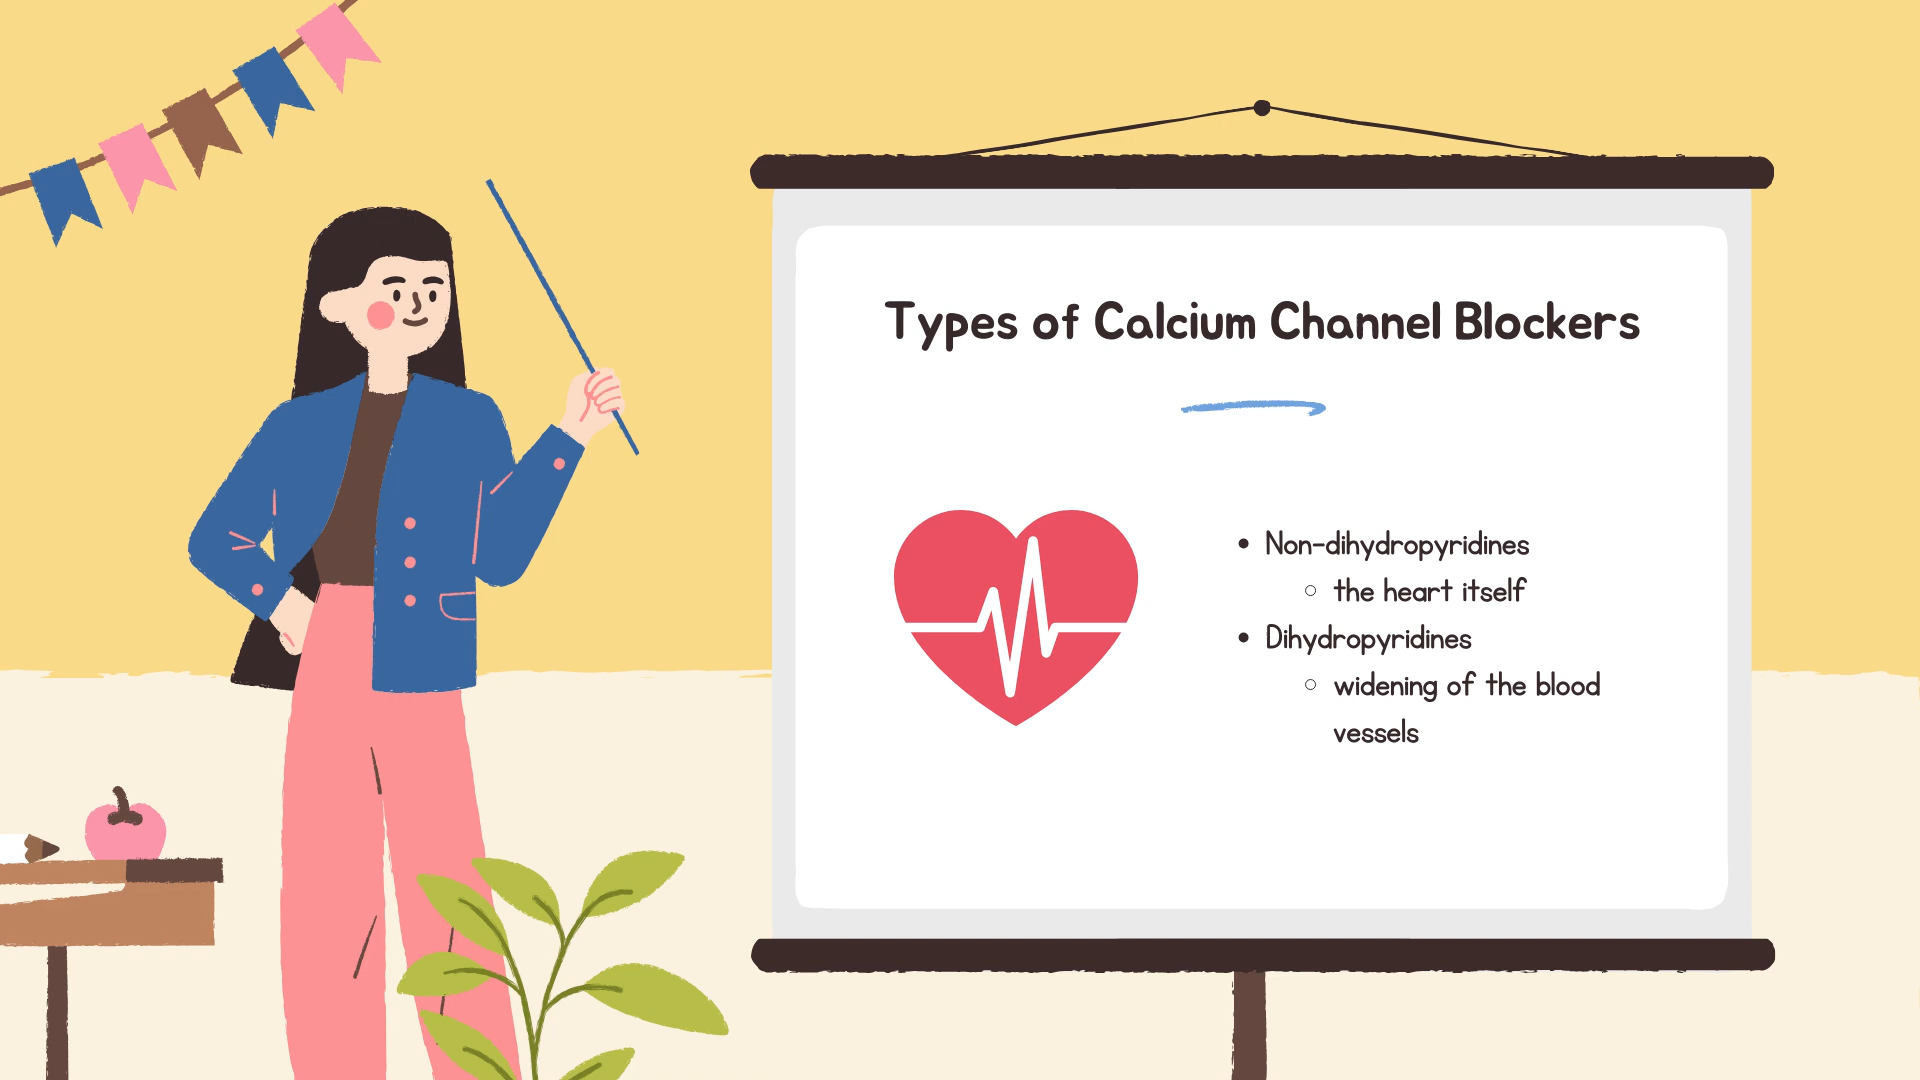 Types of Calcium Channel Blockers
• Non-dihydropyridines
○ the heart itself
• Dihydropyridines
○ widening of the blood
vessels